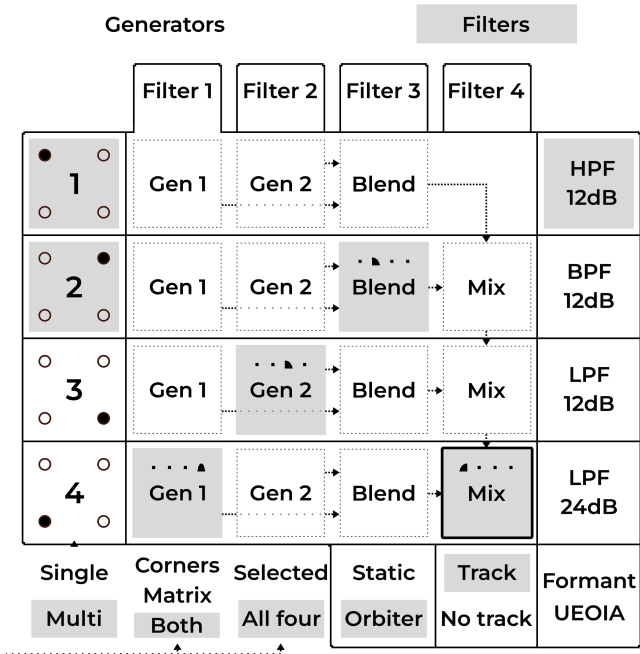 Generators Filters
Filter 1 Filter 2 Filter 3 Filter 4
1 Gen 1 Gen 2 Blend HPF
12dB
2 Gen 1 Gen 2 Blend Mix BPF
12dB
3 Gen 1 Gen 2 Blend Mix LPF
12dB
4 Gen 1 Gen 2 Blend Mix LPF
24dB
Single Corners Selected Static Track Formant
Matrix
Multi Both All four Orbiter No track UEOIA